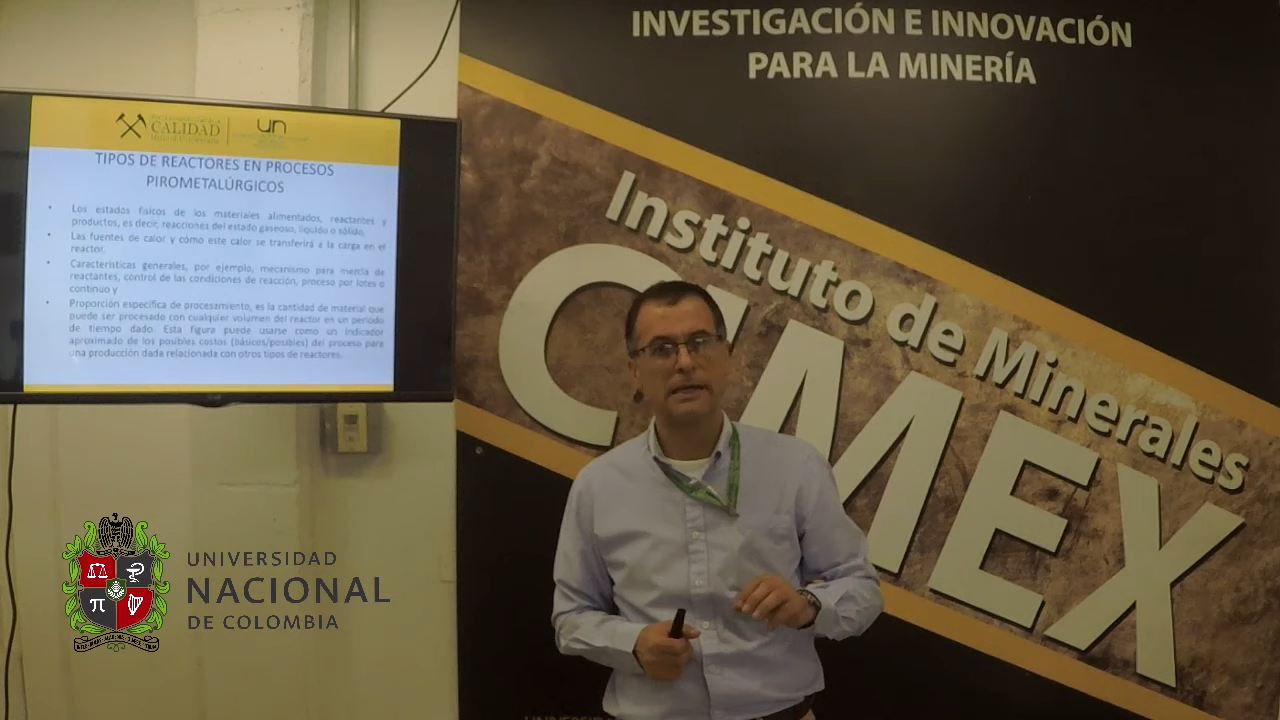 INVESTIGACIÓN E INNOVACIÓN
PARA LA MINERÍA
Instituto de Minerales
CIMEX
CALIDAD
un
TIPOS DE REACTORES EN PROCESOS
PIROMETALÚRGICOS
• Los estados físicos de los materiales alimentados, reactantes y
productos, es decir, reacciones del estado gaseoso, líquido o sólido.
• Las fuentes de calor y cómo este calor se transferirá a la carga en el
reactor.
• Características generales, por ejemplo, mecanismo para mezcla de
reactantes, control de las condiciones de reacción, proceso por lotes o
continuo y
• Proporción específica de procesamiento, es la cantidad de material que
puede ser procesado con cualquier volumen del reactor en un periodo
de tiempo dado. Esta figura puede usarse como un indicador
aproximado de los posibles costos (básicos/posibles) del proceso para
una producción dada relacionada con otros tipos de reactores.
UNIVERSIDAD
NACIONAL
DE COLOMBIA